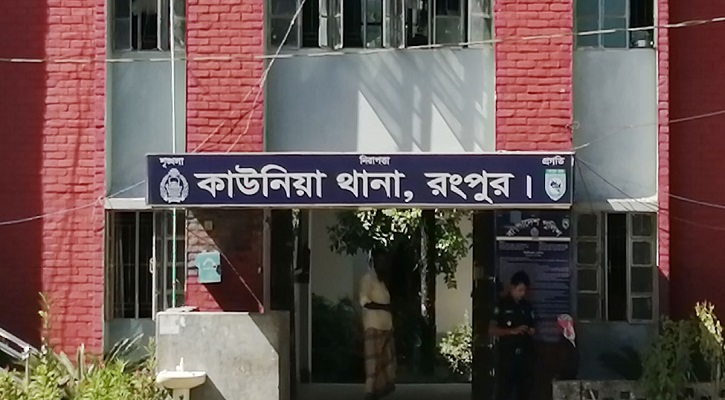 শৃঙ্খলা নিরাপত্তা প্রগতি
কাউনিয়া থানা, রংপুর।
বাংলাদেশ পুলিশ